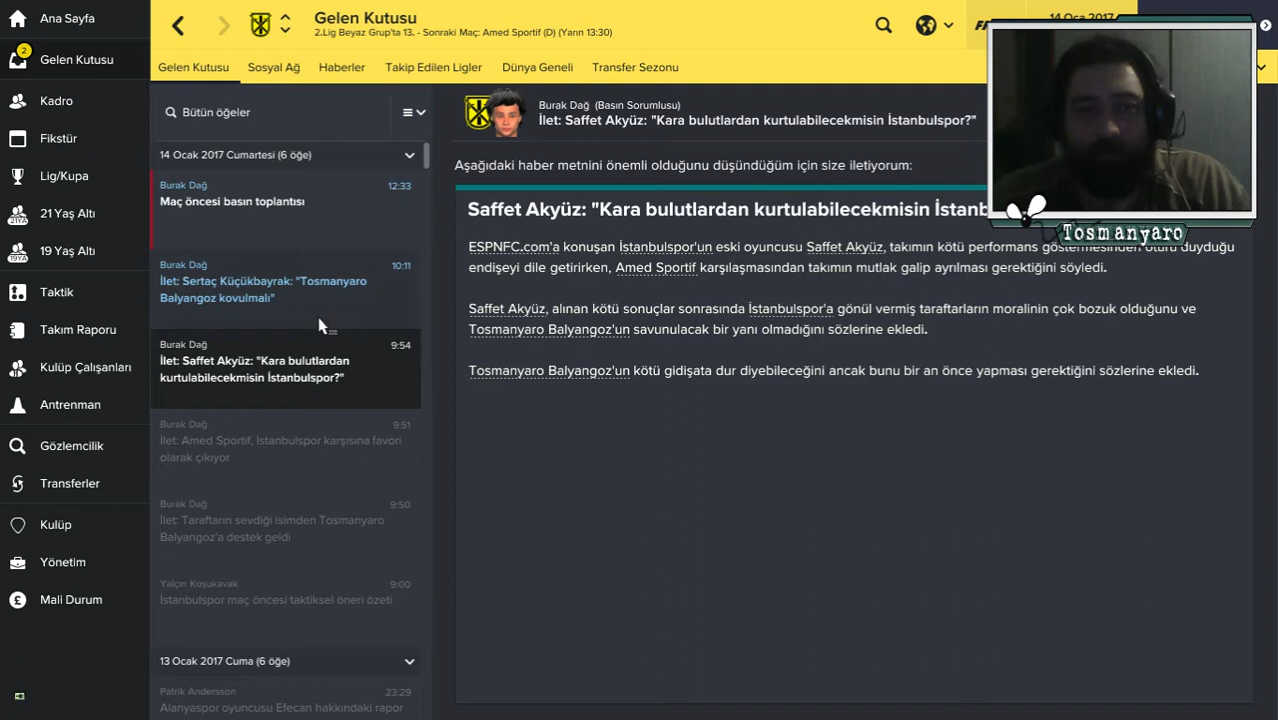 Ana Sayfa
2
Gelen Kutusu
Kadro
Fikstür
Lig/Kupa
21YA
21 Yaş Altı
19YA
19 Yaş Altı
Taktik
Takım Raporu
Kulüp Çalışanları
Antrenman
Gözlemcilik
Transferler
Kulüp
Yönetim
Mali Durum
Gelen Kutusu
2.Lig Beyaz Grup'ta 13. - Sonraki Maç: Amed Sportif (D) (Yarın 13:30)
14 Oca 2017
Gelen Kutusu
Sosyal Ağ
Haberler
Takip Edilen Ligler
Dünya Geneli
Transfer Sezonu
Bütün öğeler
14 Ocak 2017 Cumartesi (6 öğe)
Burak Dağ 12:33
Maç öncesi basın toplantısı
Burak Dağ 10:11
İlet: Sertaç Küçükbayrak: "Tosmanyaro
Balyangoz kovulmalı"
Burak Dağ 9:54
İlet: Saffet Akyüz: "Kara bulutlardan
kurtulabilecekmisin İstanbulspor?"
Burak Dağ 9:51
İlet: Amed Sportif, İstanbulspor karşısına favori
olarak çıkıyor
Burak Dağ 9:50
İlet: Taraftarın sevdiği isimden Tosmanyaro
Balyangoz'a destek geldi
Yalçın Koşukavak 9:00
İstanbulspor maç öncesi taktiksel öneri özeti
13 Ocak 2017 Cuma (6 öğe)
Patrik Andersson 23:29
Alanyaspor oyuncusu Efecan hakkındaki rapor
Burak Dağ (Basın Sorumlusu)
İlet: Saffet Akyüz: "Kara bulutlardan kurtulabilecekmisin İstanbulspor?"
Aşağıdaki haber metnini önemli olduğunu düşündüğüm için size iletiyorum:
Saffet Akyüz: "Kara bulutlardan kurtulabilecekmisin İstanb
ESPNFC.com'a konuşan İstanbulspor'un eski oyuncusu Saffet Akyüz, takımın kötü performans göstermesinden ötürü duyduğu
endişeyi dile getirirken, Amed Sportif karşılaşmasından takımın mutlak galip ayrılması gerektiğini söyledi.
Saffet Akyüz, alınan kötü sonuçlar sonrasında İstanbulspor'a gönül vermiş taraftarların moralinin çok bozuk olduğunu ve
Tosmanyaro Balyangoz'un savunulacak bir yanı olmadığını sözlerine ekledi.
Tosmanyaro Balyangoz'un kötü gidişata dur diyebileceğini ancak bunu bir an önce yapması gerektiğini sözlerine ekledi.
Tosmanyaro